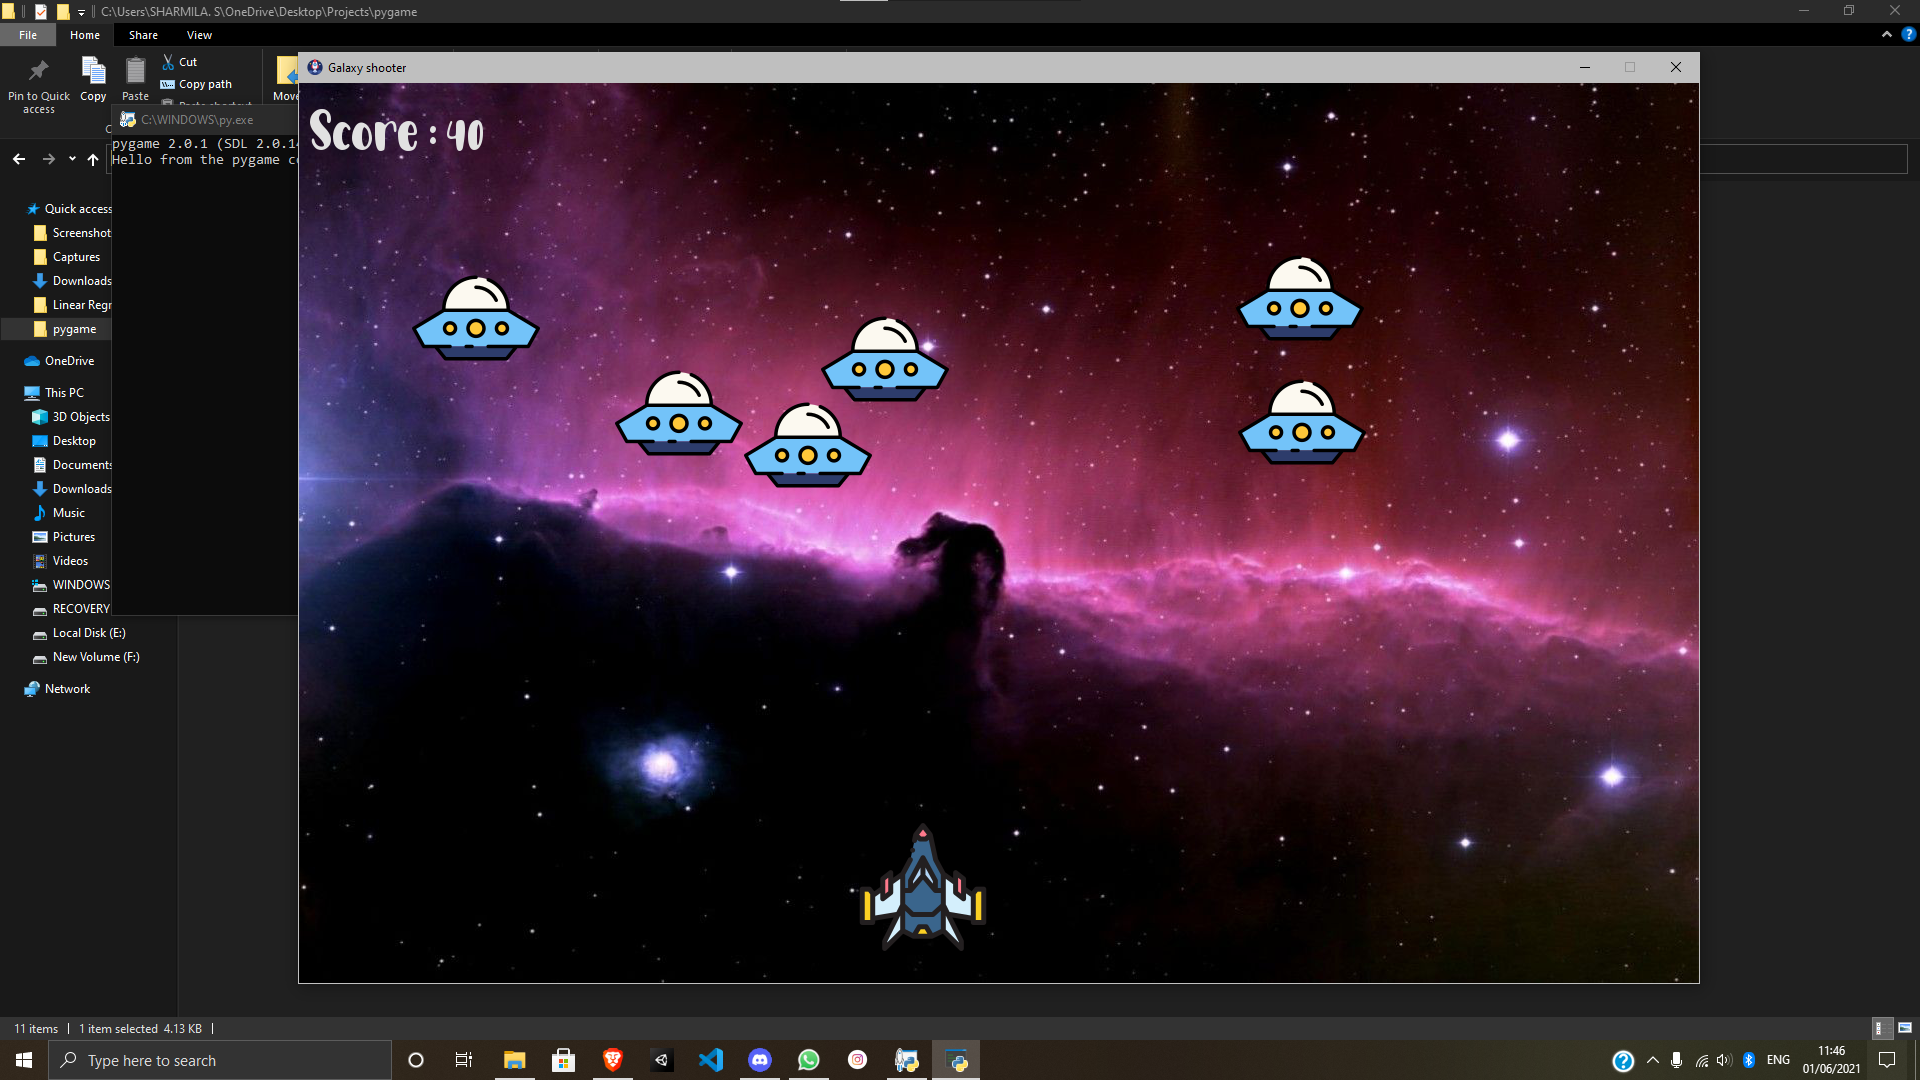 C:\Users\SHARMILA. S\OneDrive\Desktop\Projects\pygame
File Home Share View
Pin to Quick access
Copy
Paste
Cut
Copy path
Paste shortcut
Move
Galaxy shooter
C:\WINDOWS\py.exe
pygame 2.0.1 (SDL 2.0.14
Hello from the pygame c
Score : 40
Quick access
Screenshot
Captures
Downloads
Linear Regr
pygame
OneDrive
This PC
3D Objects
Desktop
Documents
Downloads
Music
Pictures
Videos
WINDOWS
RECOVERY
Local Disk (E:)
New Volume (F:)
Network
11 items 1 item selected 4.13 KB
Type here to search
ENG
11:46
01/06/2021